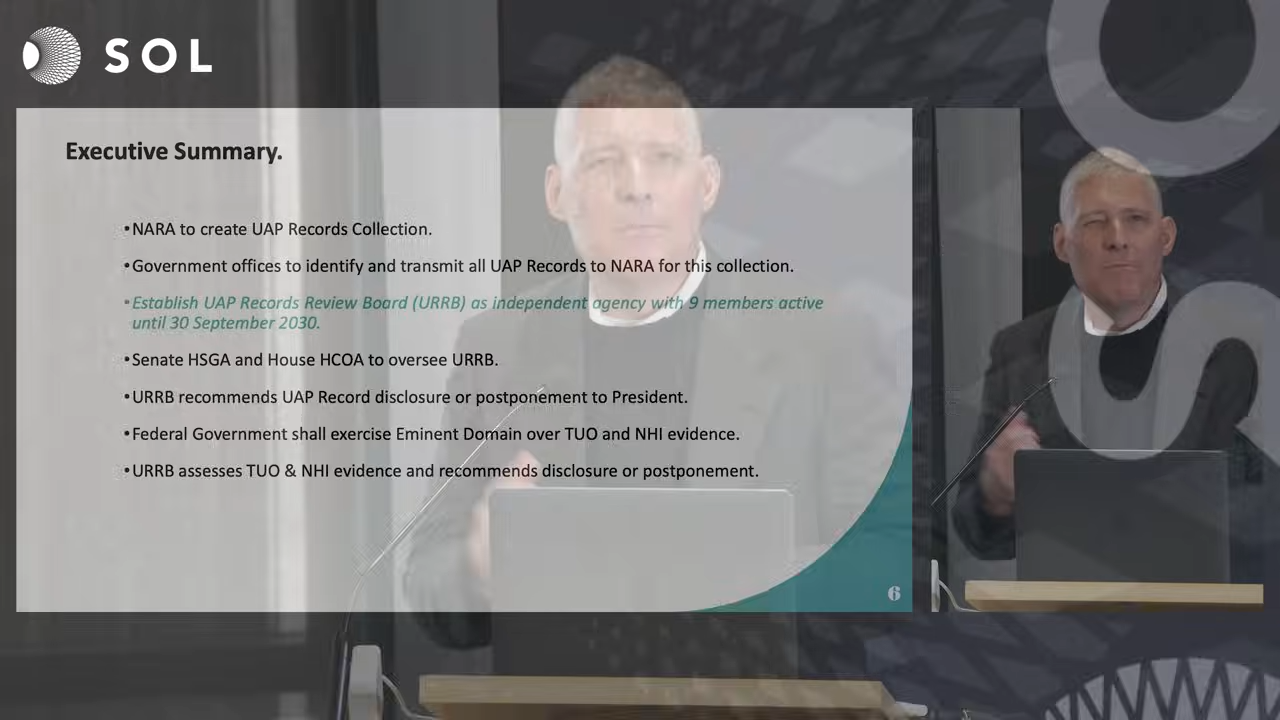 SOL
Executive Summary.
•NARA to create UAP Records Collection.
•Government offices to identify and transmit all UAP Records to NARA for this collection.
•Establish UAP Records Review Board (URRB) as independent agency with 9 members active
until 30 September 2030.
•Senate HSGA and House HCOA to oversee URRB.
•URRB recommends UAP Record disclosure or postponement to President.
•Federal Government shall exercise Eminent Domain over TUO and NHI evidence.
•URRB assesses TUO & NHI evidence and recommends disclosure or postponement.
6